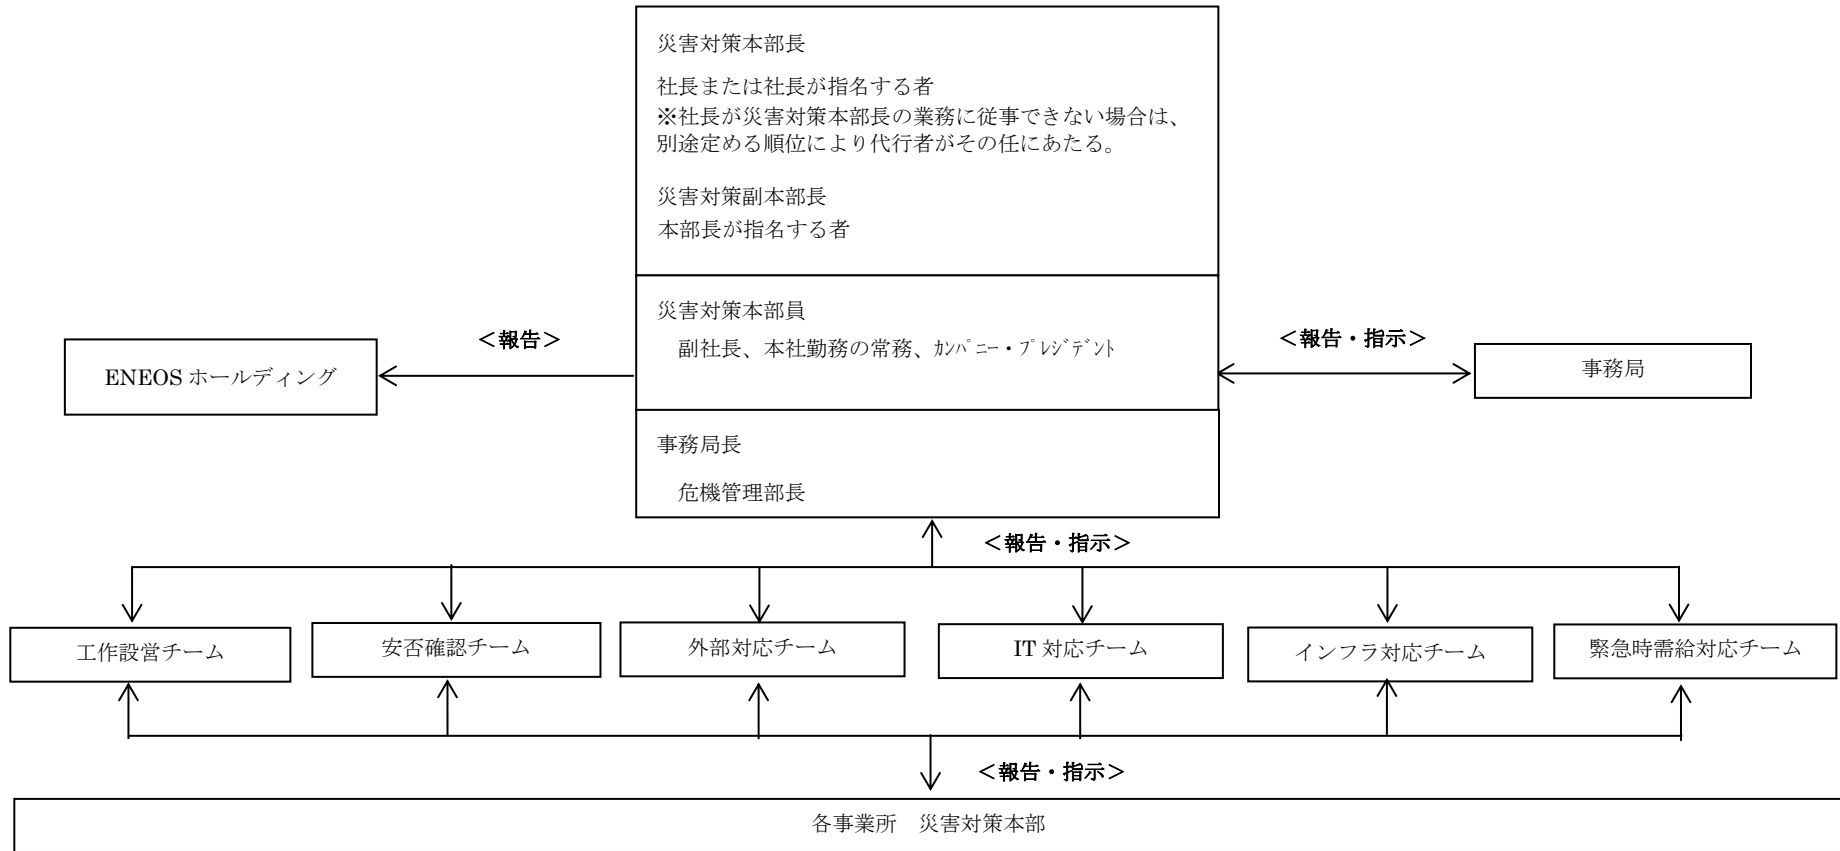 災害対策本部長
社長または社長が指名する者
※社長が災害対策本部長の業務に従事できない場合は、
別途定める順位により代行者がその任にあたる。
災害対策副本部長
本部長が指名する者
災害対策本部員
副社長、本社勤務の常務、ｶﾝﾊﾟﾆｰ・ﾌﾟﾚｼﾞﾃﾞﾝﾄ
＜報告＞
＜報告・指示＞
ENEOS ホールディング
事務局
事務局長
危機管理部長
＜報告・指示＞
工作設営チーム
安否確認チーム
外部対応チーム
IT 対応チーム
インフラ対応チーム
緊急時需給対応チーム
＜報告・指示＞
各事業所　災害対策本部